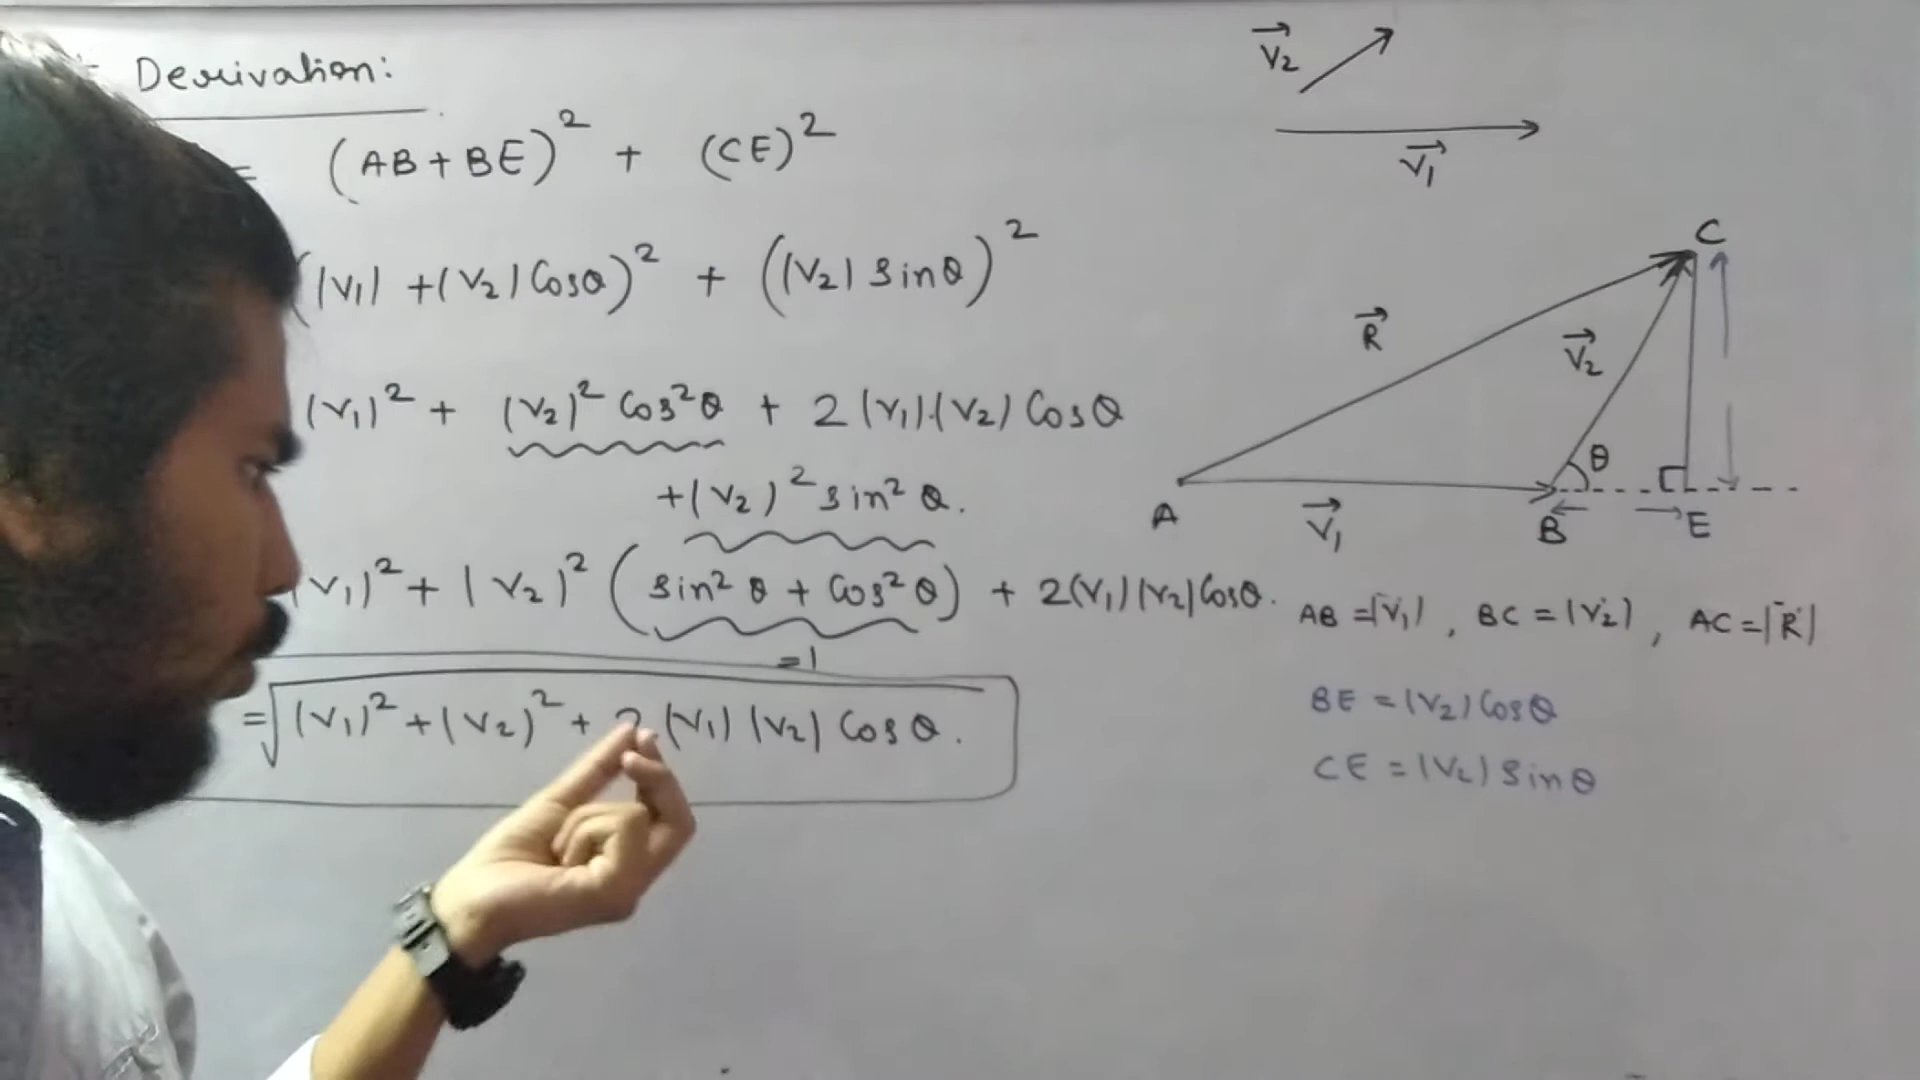 Derivation:
= (AB+BE)² + (CE)²
(|V₁| + |V₂| Cosθ)² + (|V₂| sinθ)²
|V₁|² + |V₂|² Cos²θ + 2|V₁|.|V₂| Cosθ
+|V₂|² sin²θ.
V₁|² + |V₂|² (sin²θ + Cos²θ) + 2|V₁||V₂|Cosθ.
=1
=√|V₁|² + |V₂|² + 2 |V₁| |V₂| Cosθ.
V₂
V₁
C
R
V₂
θ
A
V₁
B
E
AB = |V₁|, BC = |V₂|, AC = |R|
BE = |V₂| Cosθ
CE = |V₂| sinθ